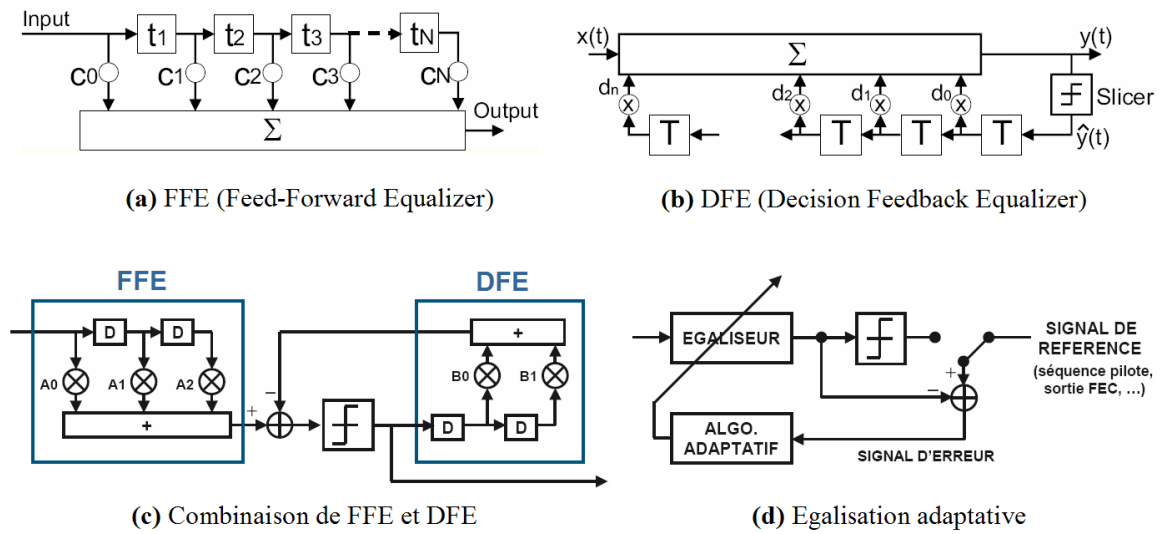 Input
t1 t2 t3 tN
C0 C1 C2 C3 CN
Output
Σ
(a) FFE (Feed-Forward Equalizer)
x(t) Σ y(t)
dn d2 d1 d0
X X X X
Slicer
T T T T ŷ(t)
(b) DFE (Decision Feedback Equalizer)
FFE
D D
A0 A1 A2
+
+ −
DFE
+
B0 B1
D D
(c) Combinaison de FFE et DFE
EGALISEUR
SIGNAL DE
REFERENCE
(séquence pilote,
sortie FEC, ...)
+
−
ALGO.
ADAPTATIF
SIGNAL D'ERREUR
(d) Egalisation adaptative